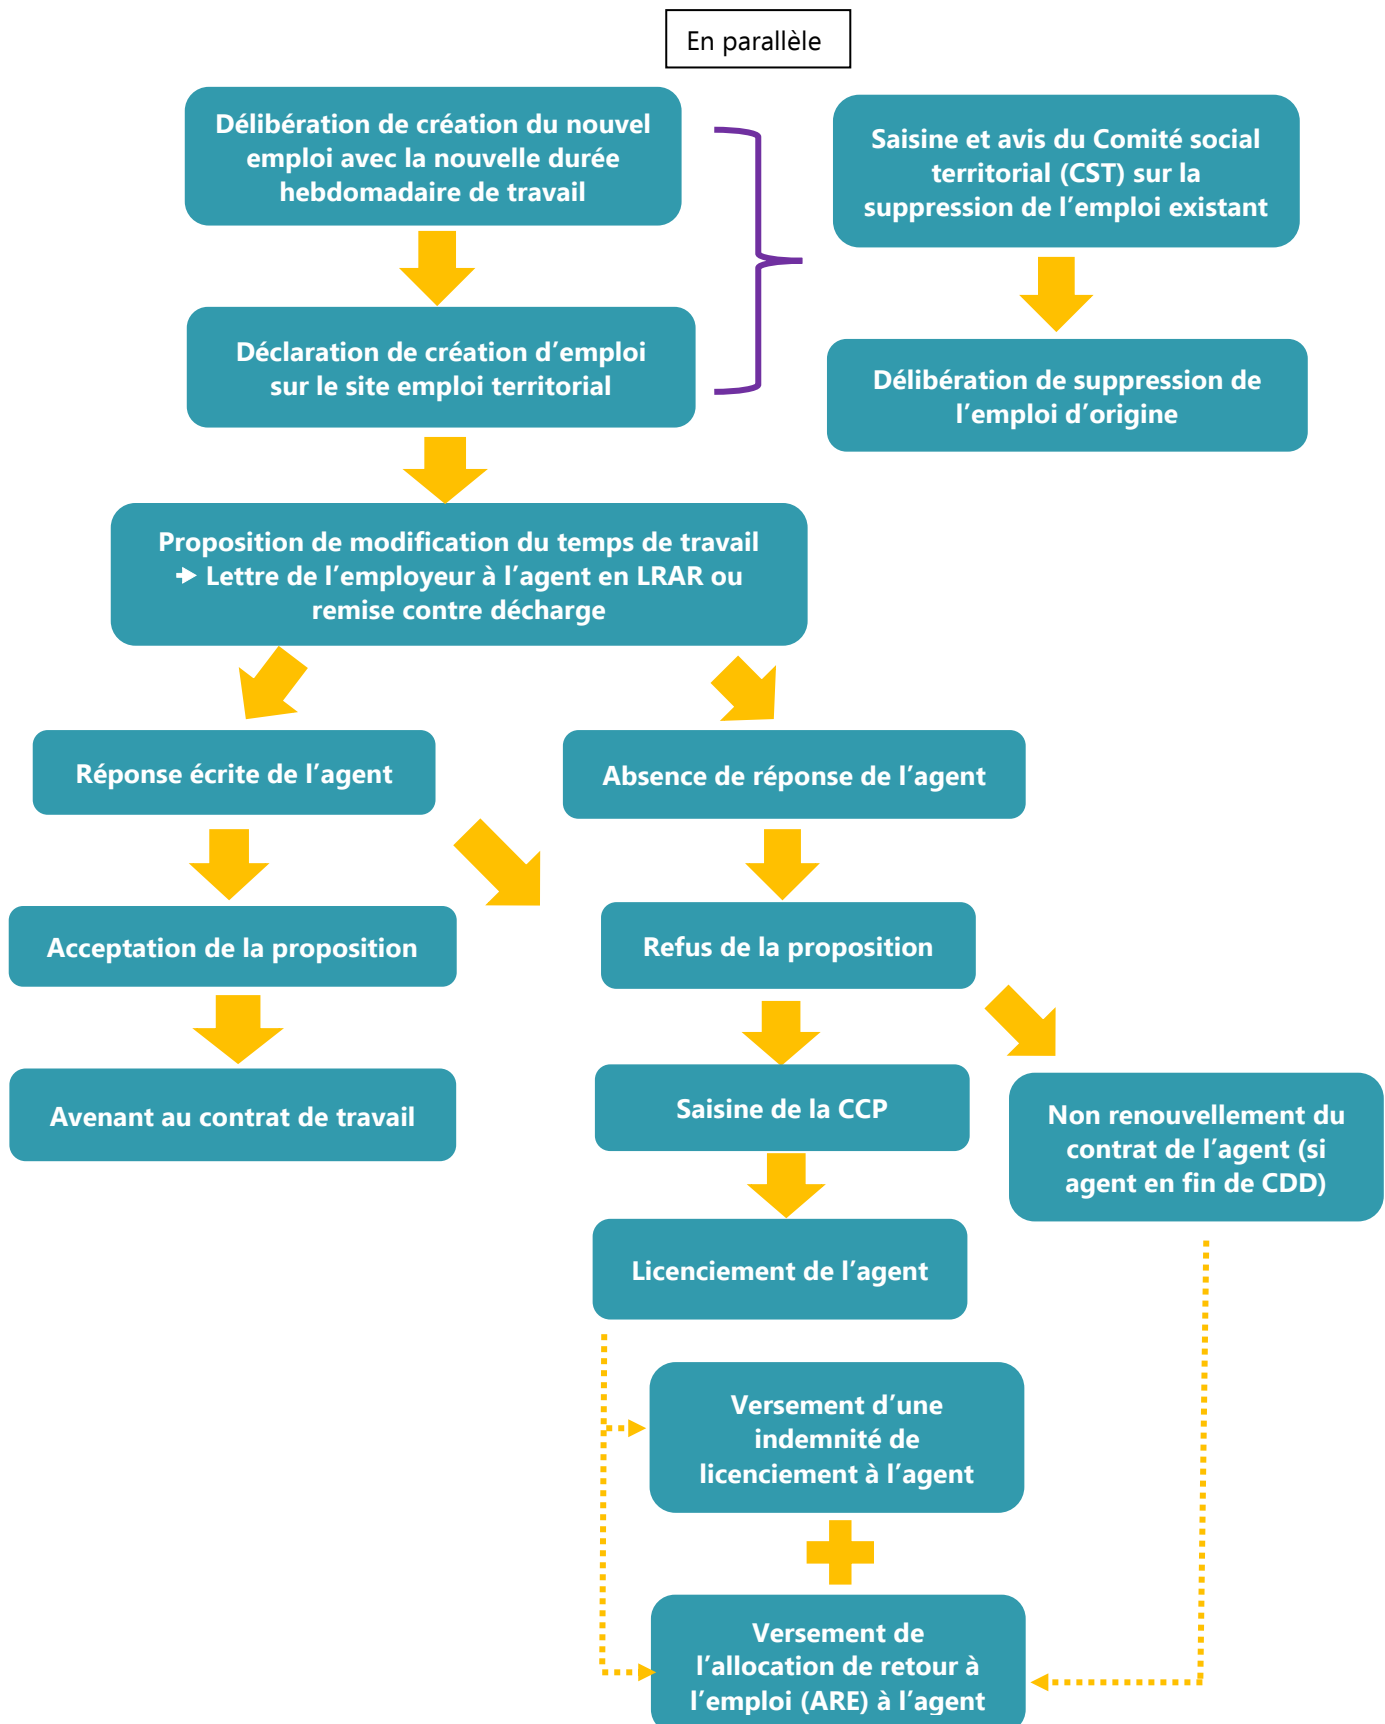 En parallèle
Délibération de création du nouvel
emploi avec la nouvelle durée
hebdomadaire de travail
Saisine et avis du Comité social
territorial (CST) sur la
suppression de l’emploi existant
Déclaration de création d’emploi
sur le site emploi territorial
Délibération de suppression de
l’emploi d’origine
Proposition de modification du temps de travail
🡺 Lettre de l’employeur à l’agent en LRAR ou
remise contre décharge
Réponse écrite de l’agent
Absence de réponse de l’agent
Acceptation de la proposition
Refus de la proposition
Avenant au contrat de travail
Saisine de la CCP
Non renouvellement du
contrat de l’agent (si
agent en fin de CDD)
Licenciement de l’agent
Versement d’une
indemnité de
licenciement à l’agent
Versement de
l’allocation de retour à
l’emploi (ARE) à l’agent